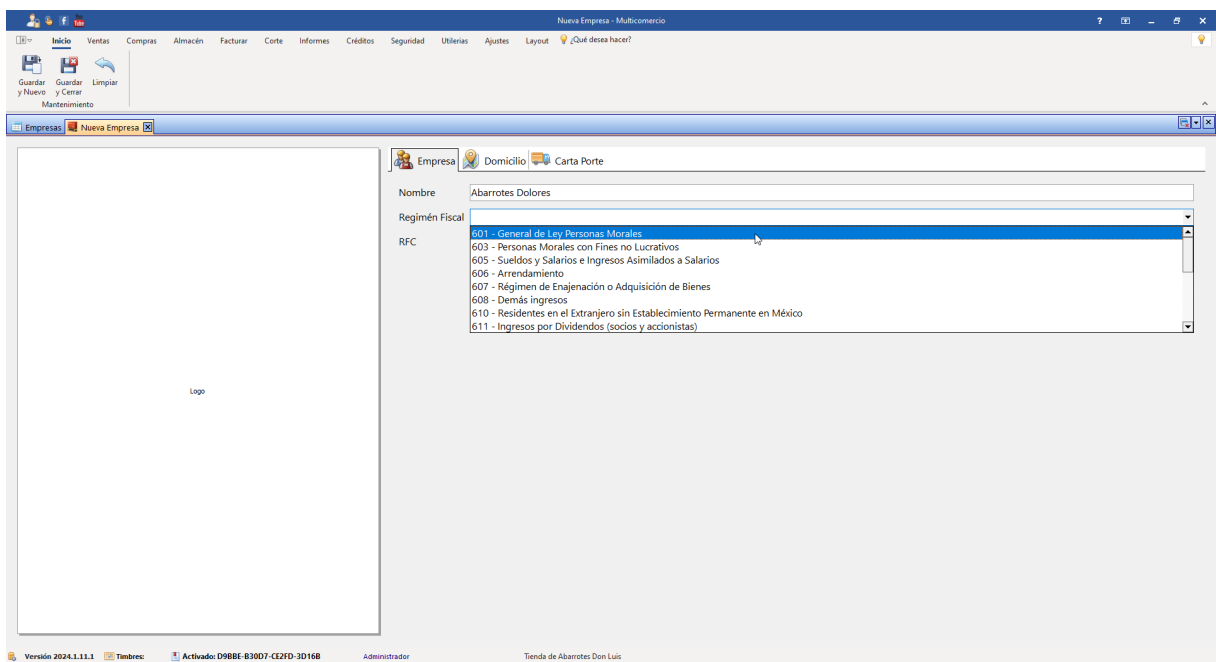 You Tube
Nueva Empresa - Multicomercio
Inicio Ventas Compras Almacén Facturar Corte Informes Créditos Seguridad Utilerias Ajustes Layout ¿Qué desea hacer?
Guardar y Nuevo
Guardar y Cerrar
Limpiar
Mantenimiento
Empresas Nueva Empresa
Empresa Domicilio Carta Porte
Nombre Abarrotes Dolores
Regimén Fiscal
601 - General de Ley Personas Morales
RFC
603 - Personas Morales con Fines no Lucrativos
605 - Sueldos y Salarios e Ingresos Asimilados a Salarios
606 - Arrendamiento
607 - Régimen de Enajenación o Adquisición de Bienes
608 - Demás ingresos
610 - Residentes en el Extranjero sin Establecimiento Permanente en México
611 - Ingresos por Dividendos (socios y accionistas)
Logo
Versión 2024.1.11.1 Timbres: Activado: D9BBE-B30D7-CE2FD-3D16B Administrador Tienda de Abarrotes Don Luis